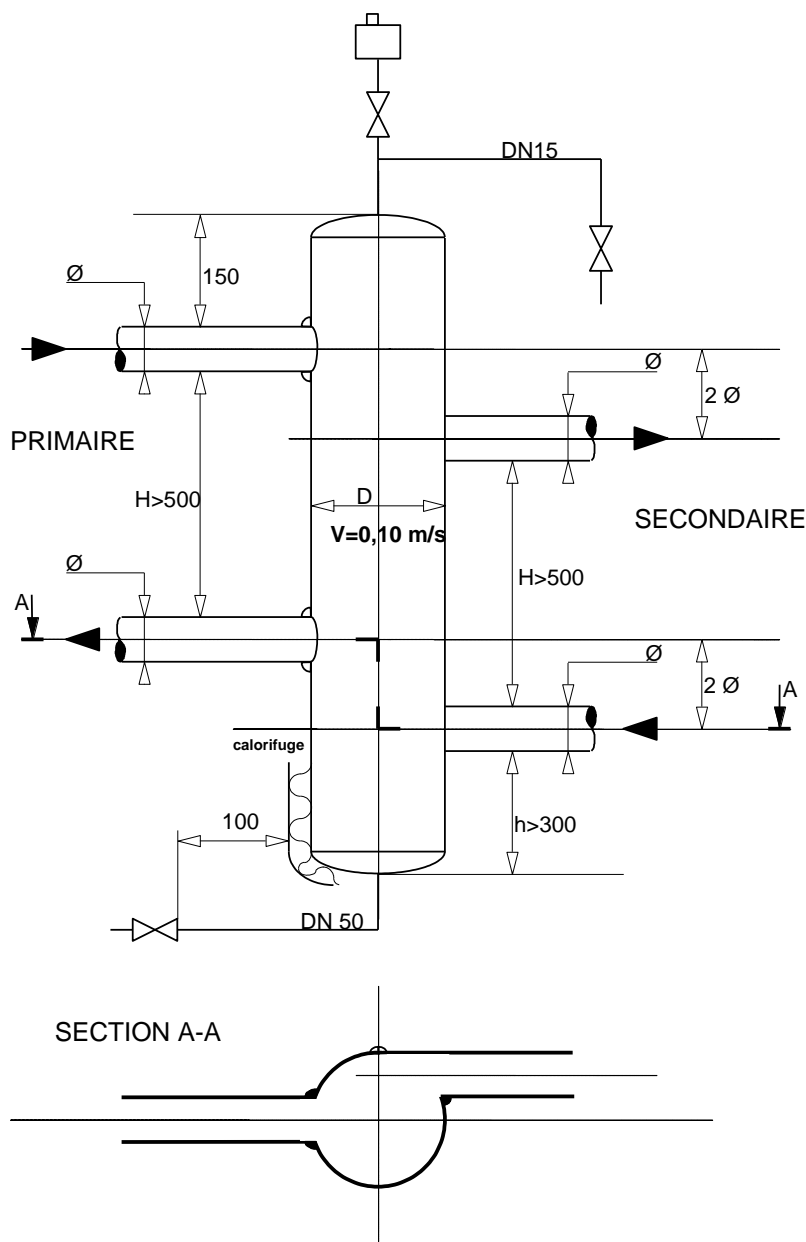 DN15
150
Ø
Ø
2 Ø
PRIMAIRE
H>500
D
V=0,10 m/s
SECONDAIRE
H>500
Ø
A
Ø
2 Ø
A
calorifuge
100
h>300
DN 50
SECTION A-A